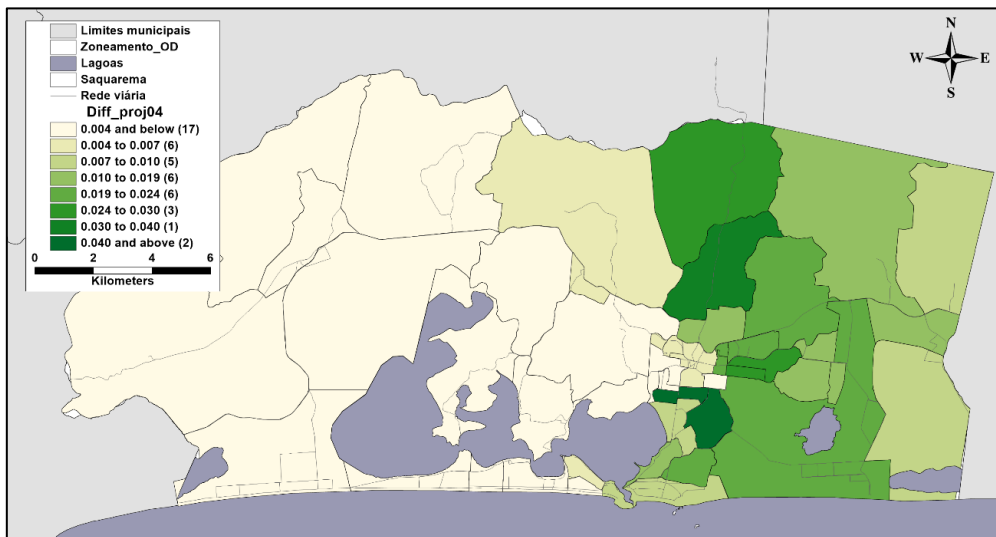 Limites municipais
Zoneamento_OD
Lagoas
Saquarema
Rede viária
Diff_proj04
0.004 and below (17)
0.004 to 0.007 (6)
0.007 to 0.010 (5)
0.010 to 0.019 (6)
0.019 to 0.024 (6)
0.024 to 0.030 (3)
0.030 to 0.040 (1)
0.040 and above (2)
0 2 4 6
Kilometers
N
W E
S